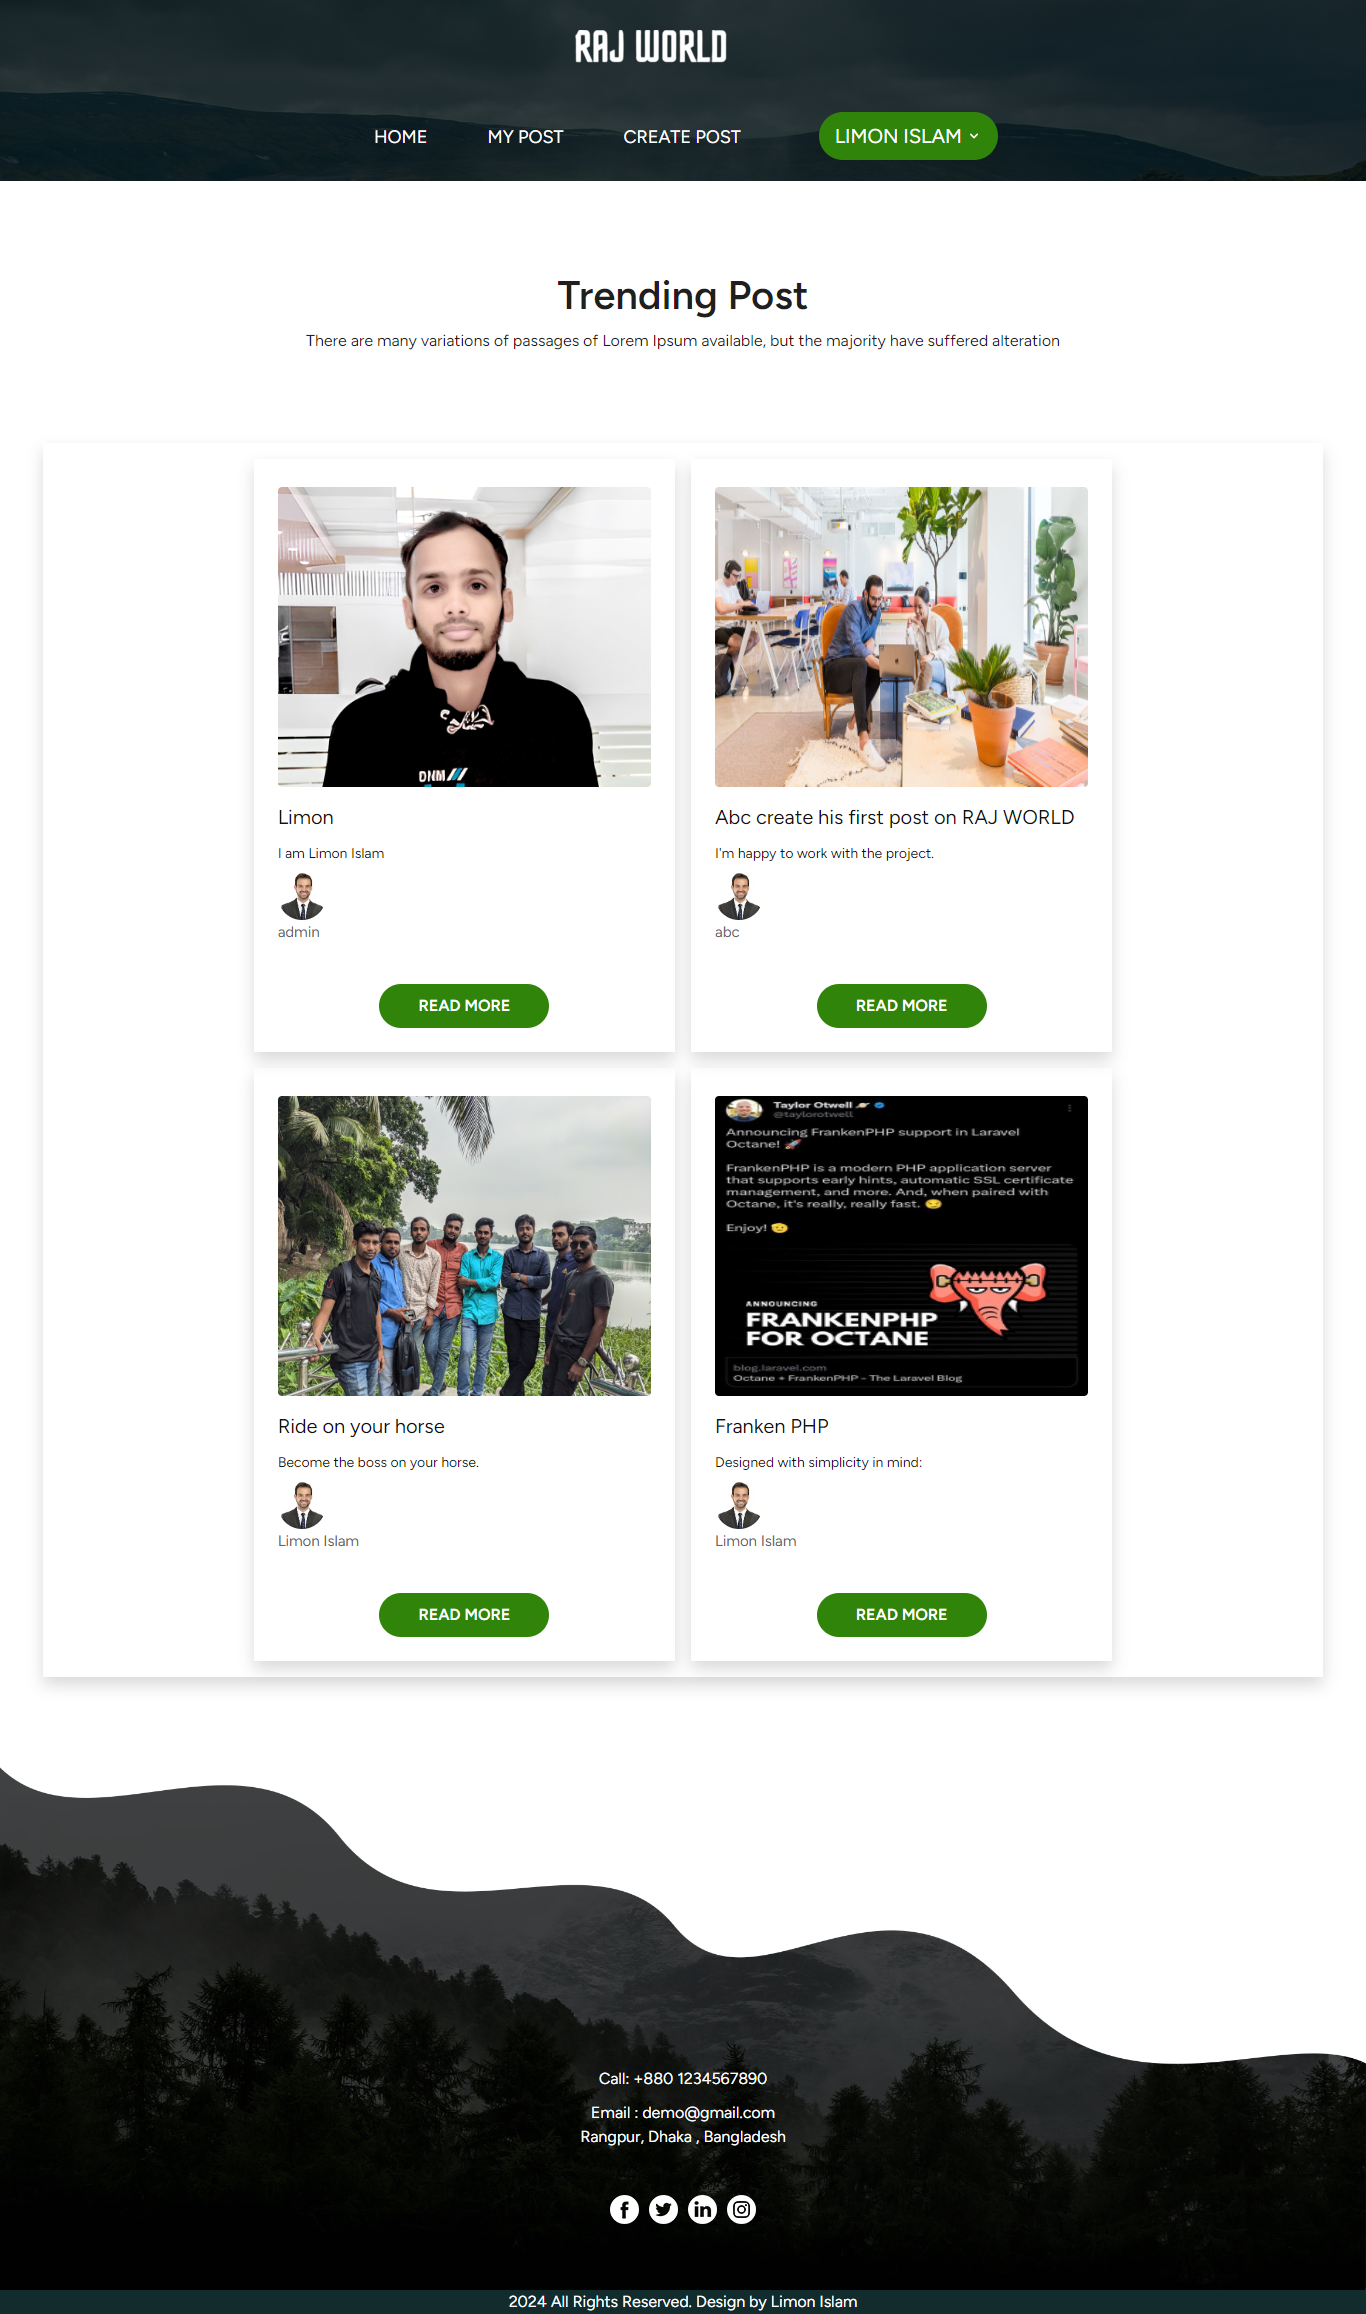 RAJ WORLD
HOME
MY POST
CREATE POST
LIMON ISLAM
Trending Post
There are many variations of passages of Lorem Ipsum available, but the majority have suffered alteration
DNM
Limon
I am Limon Islam
admin
READ MORE
Abc create his first post on RAJ WORLD
I'm happy to work with the project.
abc
READ MORE
Ride on your horse
Become the boss on your horse.
Limon Islam
READ MORE
Taylor Otwell
@taylorotwell
Announcing FrankenPHP support in Laravel
Octane! 🚀
FrankenPHP is a modern PHP application server
that supports early hints, automatic SSL certificate
management, and more. And, when paired with
Octane, it's really, really fast. 😏
Enjoy! 🫡
ANNOUNCING
FRANKENPHP
FOR OCTANE
blog.laravel.com
Octane + FrankenPHP - The Laravel Blog
Franken PHP
Designed with simplicity in mind:
Limon Islam
READ MORE
Call: +880 1234567890
Email : demo@gmail.com
Rangpur, Dhaka , Bangladesh
2024 All Rights Reserved. Design by Limon Islam